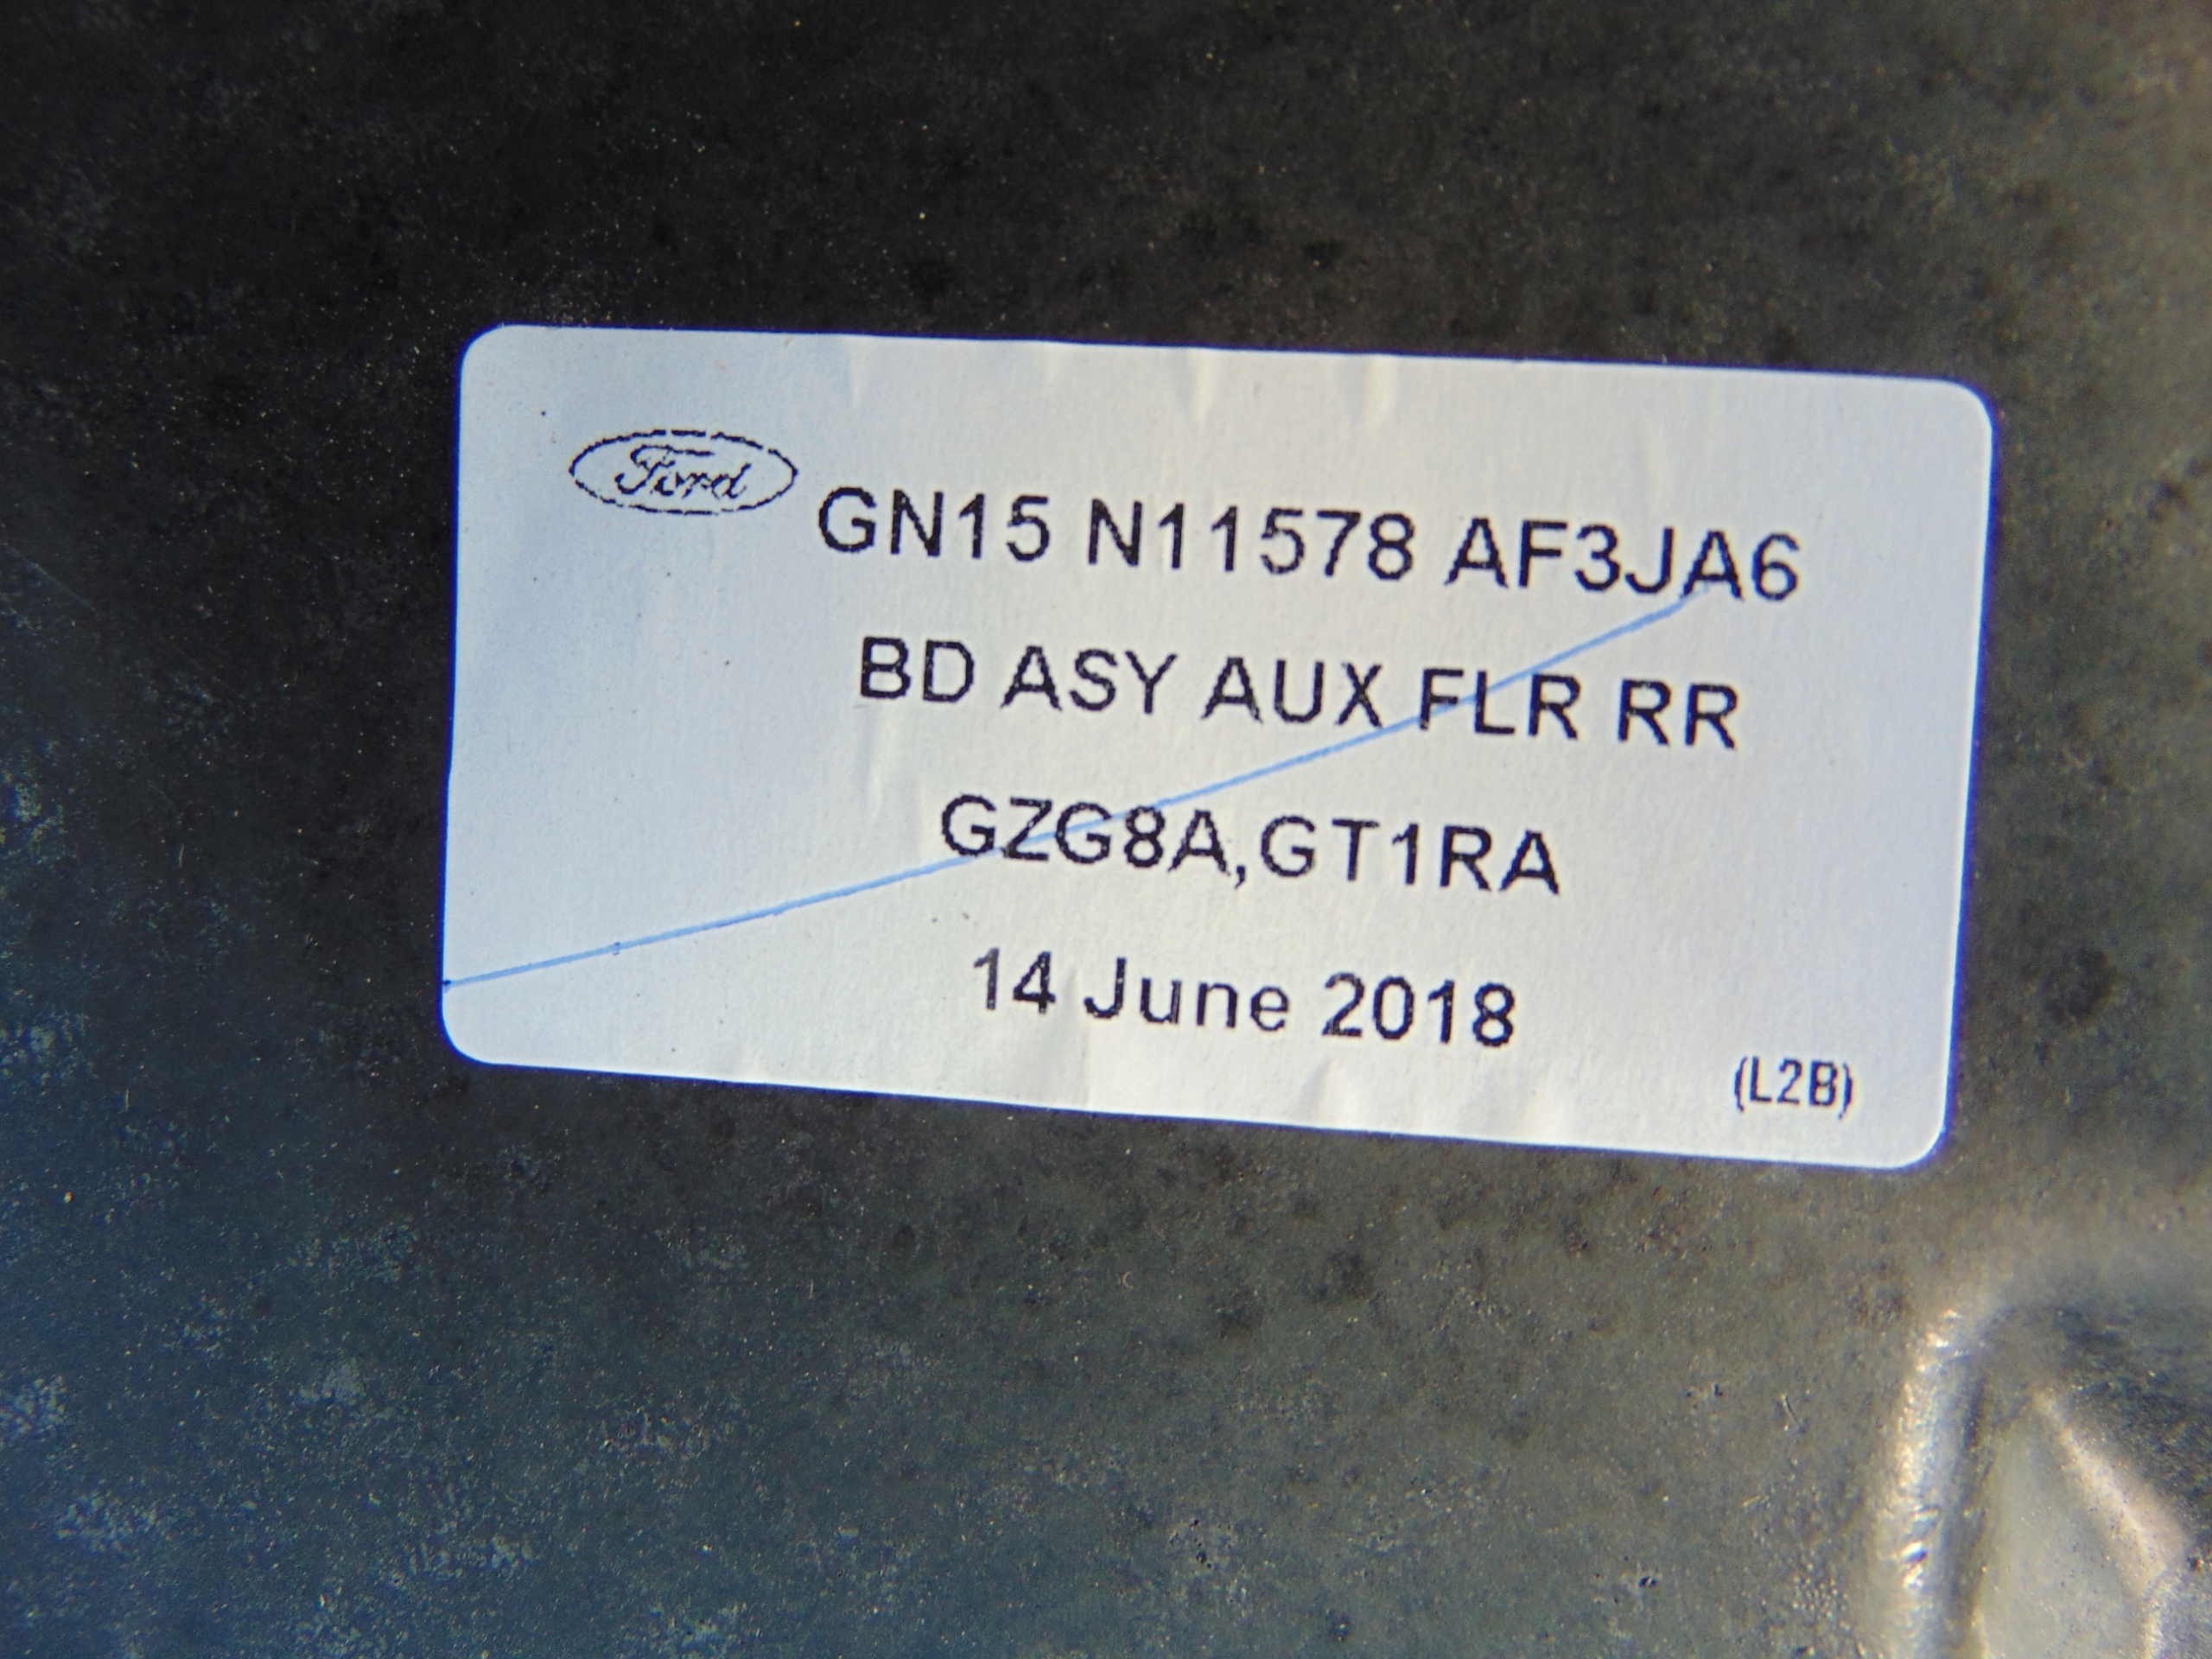 Ford GN15 N11578 AF3JA6
BD ASY AUX FLR RR
GZG8A,GT1RA
14 June 2018
(L2B)